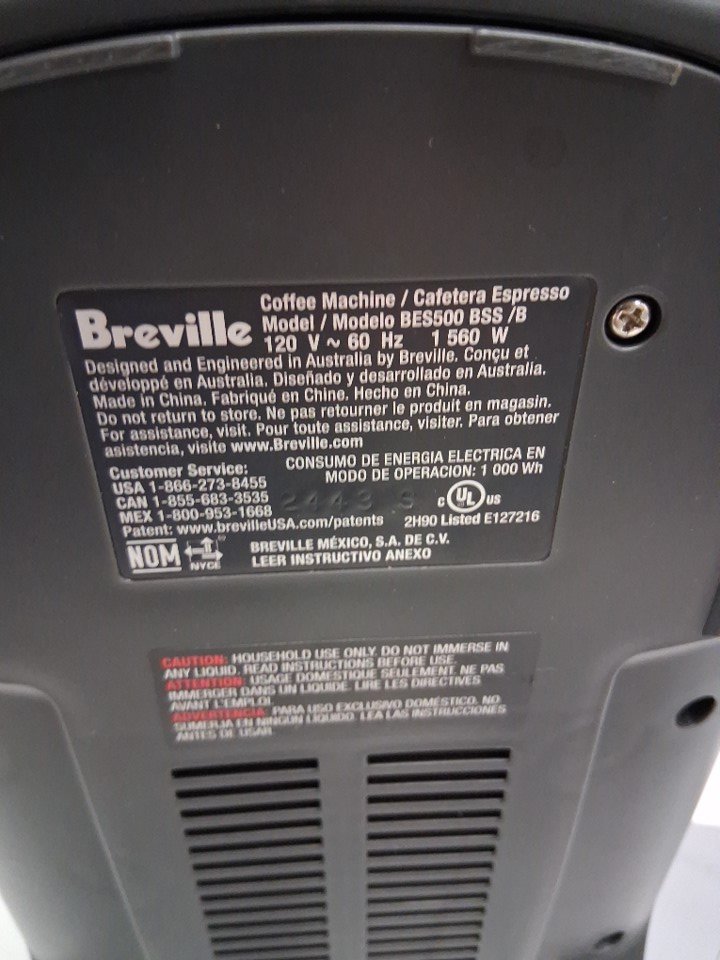 Breville
Coffee Machine / Cafetera Espresso
Model / Modelo BES500 BSS /B
120 V ~ 60 Hz 1 560 W
Designed and Engineered in Australia by Breville. Conçu et
développé en Australia. Diseñado y desarrollado en Australia.
Made in China. Fabriqué en Chine. Hecho en China.
Do not return to store. Ne pas retourner le produit en magasin.
For assistance, visit. Pour toute assistance, visiter. Para obtener
asistencia, visite www.Breville.com
Customer Service:
USA 1-866-273-8455
CAN 1-855-683-3535
MEX 1-800-953-1668
Patent: www.brevilleUSA.com/patents
CONSUMO DE ENERGIA ELECTRICA EN
MODO DE OPERACION: 1 000 Wh
2443 S
c UL us
2H90 Listed E127216
NOM
NYCE
BREVILLE MÉXICO, S.A. DE C.V.
LEER INSTRUCTIVO ANEXO
CAUTION: HOUSEHOLD USE ONLY. DO NOT IMMERSE IN
ANY LIQUID. READ INSTRUCTIONS BEFORE USE.
ATTENTION: USAGE DOMESTIQUE SEULEMENT. NE PAS
IMMERGER DANS UN LIQUIDE. LIRE LES DIRECTIVES
AVANT L'EMPLOI.
ADVERTENCIA: PARA USO EXCLUSIVO DOMÉSTICO. NO
SUMERJA EN NINGÚN LÍQUIDO. LEA LAS INSTRUCCIONES
ANTES DE USAR.